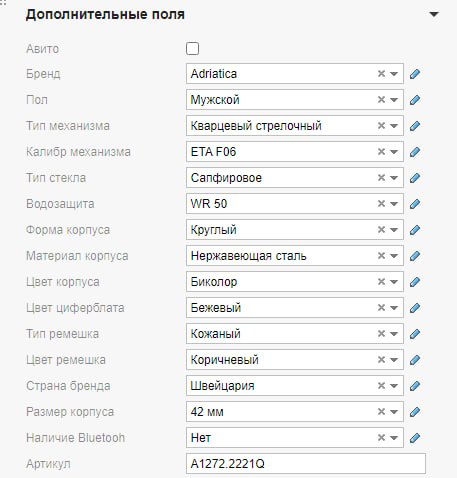 Дополнительные поля
Авито
Бренд Adriatica
Пол Мужской
Тип механизма Кварцевый стрелочный
Калибр механизма ETA F06
Тип стекла Сапфировое
Водозащита WR 50
Форма корпуса Круглый
Материал корпуса Нержавеющая сталь
Цвет корпуса Биколор
Цвет циферблата Бежевый
Тип ремешка Кожаный
Цвет ремешка Коричневый
Страна бренда Швейцария
Размер корпуса 42 мм
Наличие Bluetooh Нет
Артикул A1272.2221Q